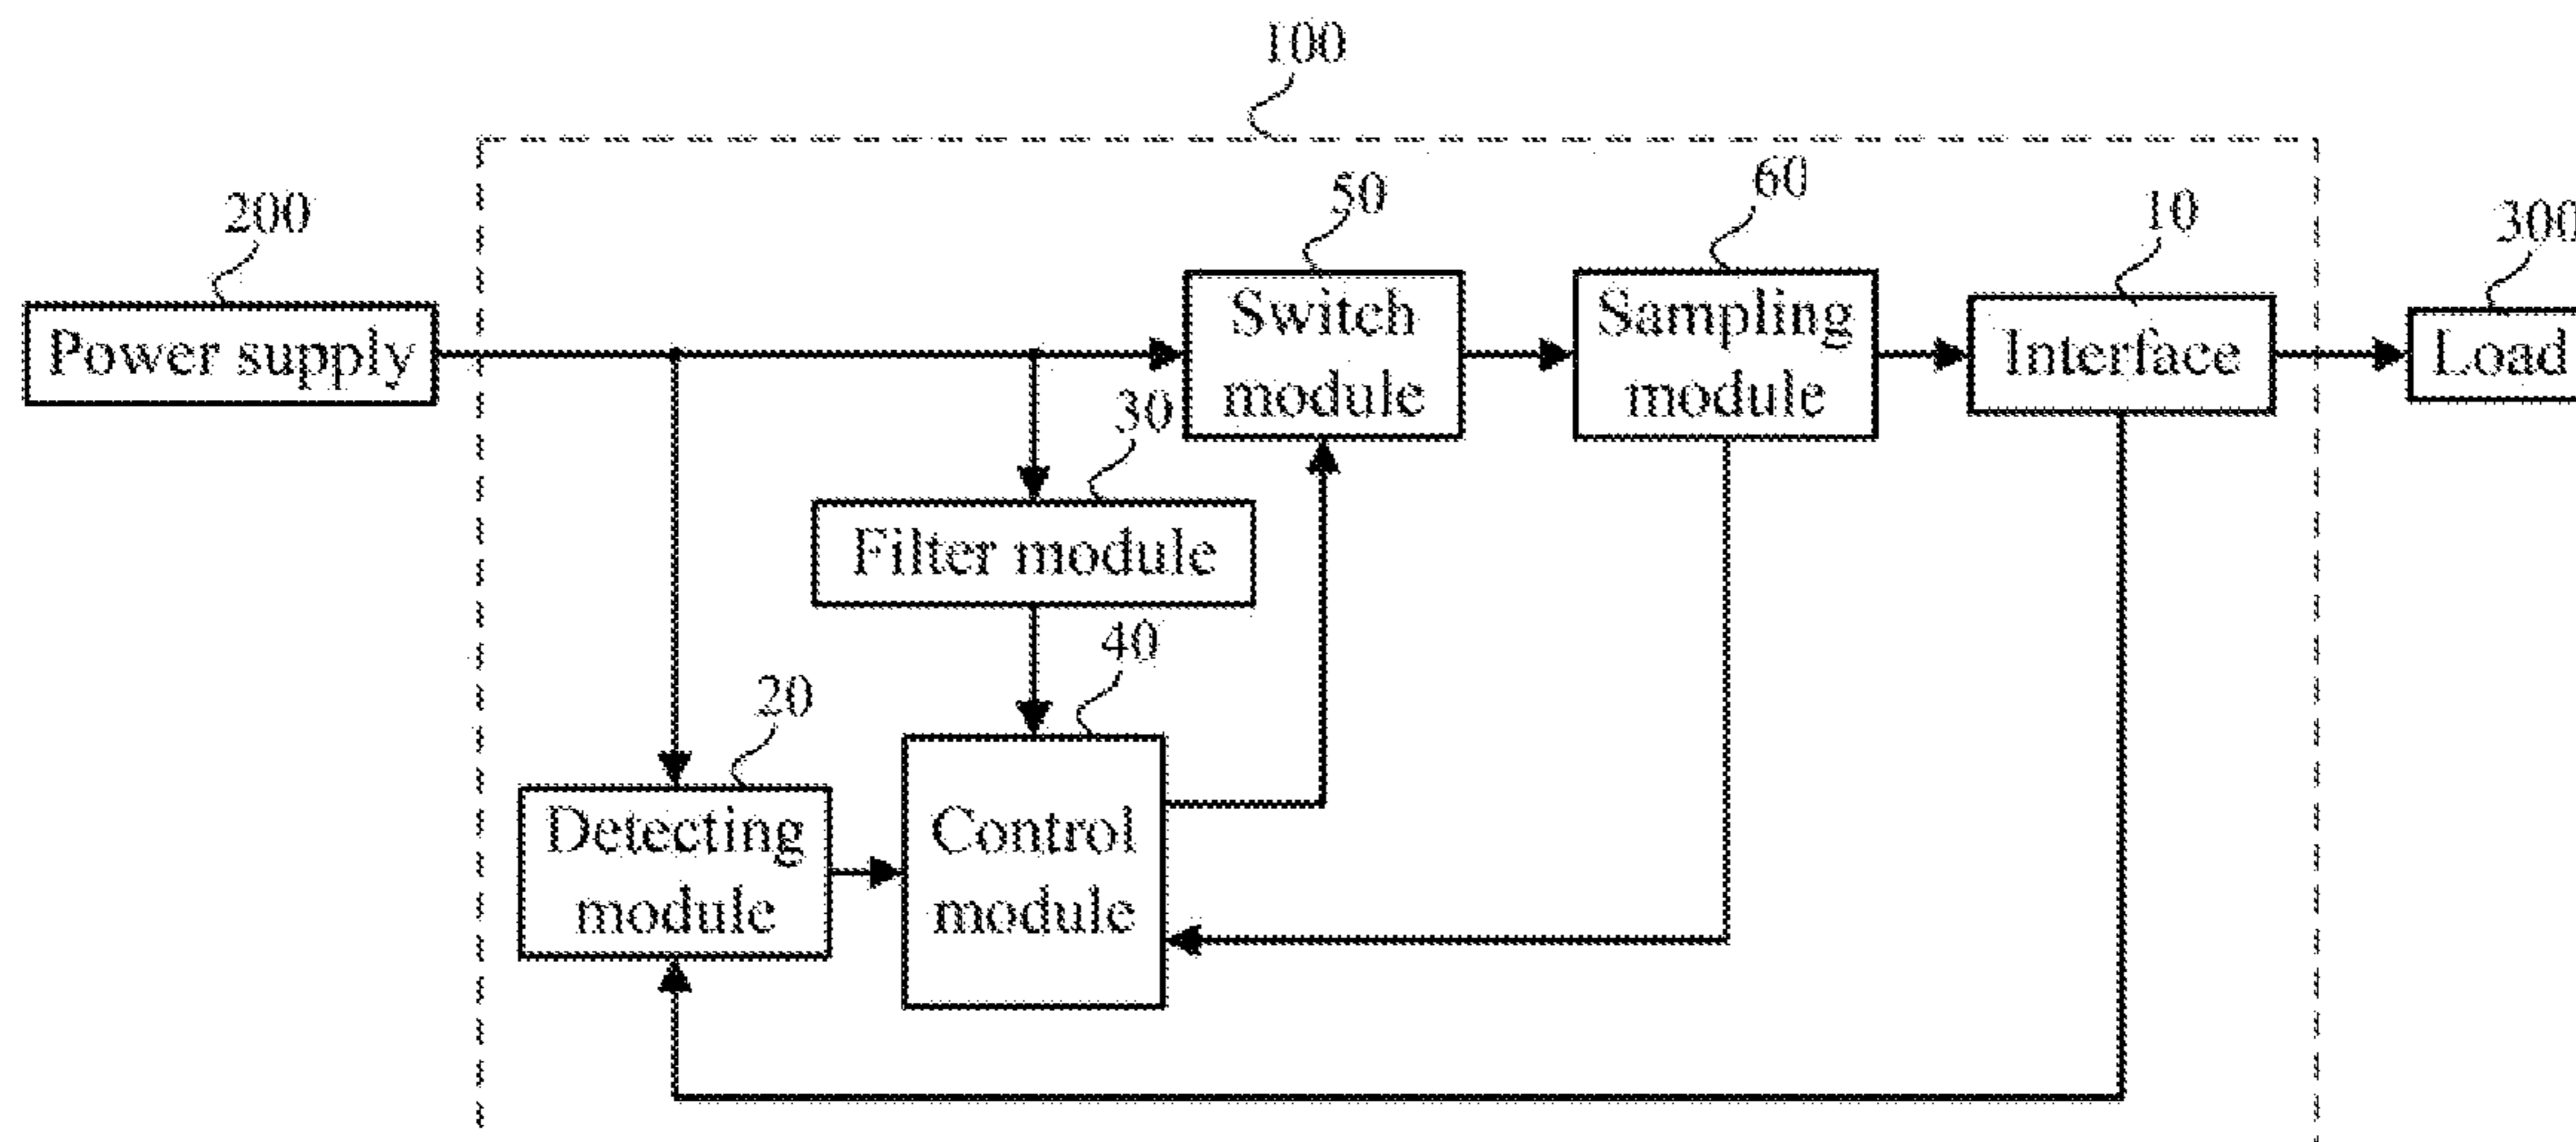 100
200
50
60
10
300
Power supply
Switch
module
Sampling
module
Interface
Load
30
Filter module
40
20
Detecting
module
Control
module